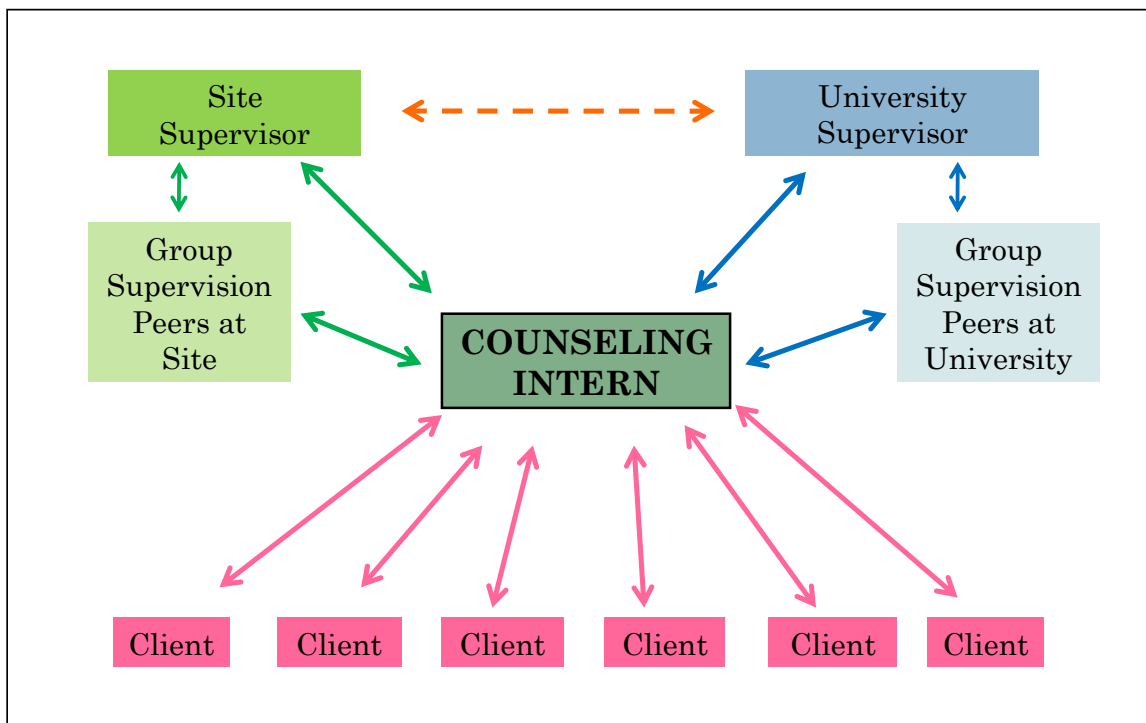 Site
Supervisor
University
Supervisor
Group
Supervision
Peers at
Site
COUNSELING
INTERN
Group
Supervision
Peers at
University
Client
Client
Client
Client
Client
Client